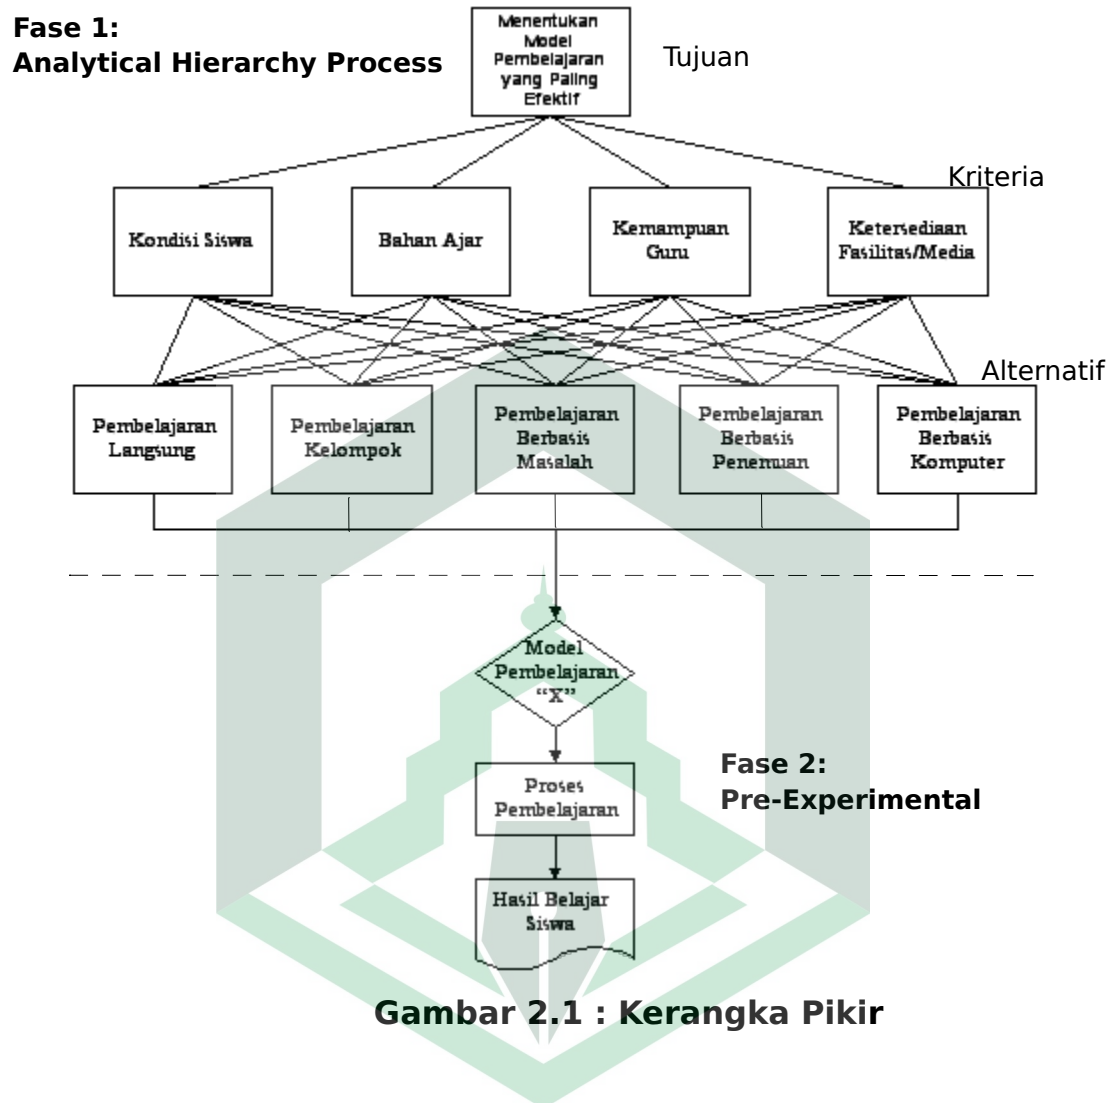 Fase 1:
Analytical Hierarchy Process
Menentukan
Model
Pembelajaran
yang Paling
Efektif
Tujuan
Kriteria
Kondisi Siswa
Bahan Ajar
Kemampuan
Guru
Ketersediaan
Fasilitas/Media
Alternatif
Pembelajaran
Langsung
Pembelajaran
Kelompok
Pembelajaran
Berbasis
Masalah
Pembelajaran
Berbasis
Penemuan
Pembelajaran
Berbasis
Komputer
Model
Pembelajaran
“X”
Fase 2:
Pre-Experimental
Proses
Pembelajaran
Hasil Belajar
Siswa
Gambar 2.1 : Kerangka Pikir